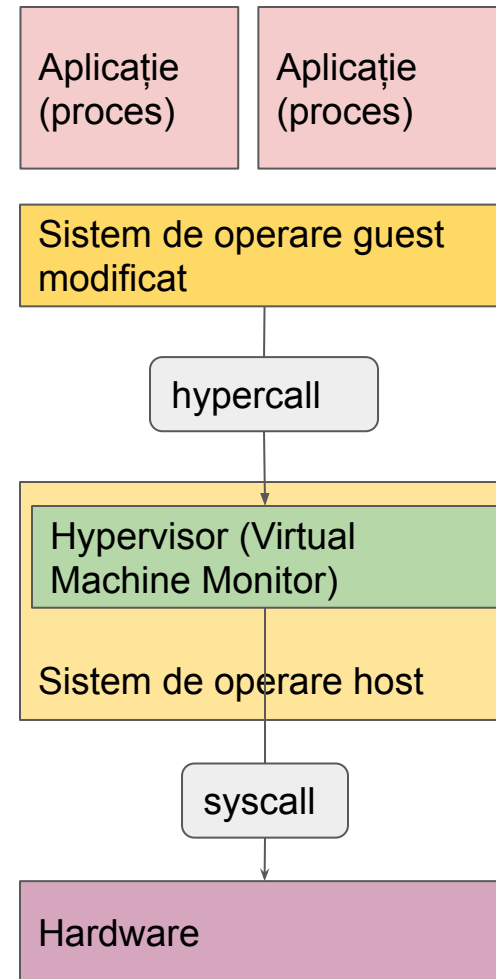 Aplicație
(proces)
Aplicație
(proces)
Sistem de operare guest
modificat
hypercall
Hypervisor (Virtual
Machine Monitor)
Sistem de operare host
syscall
Hardware